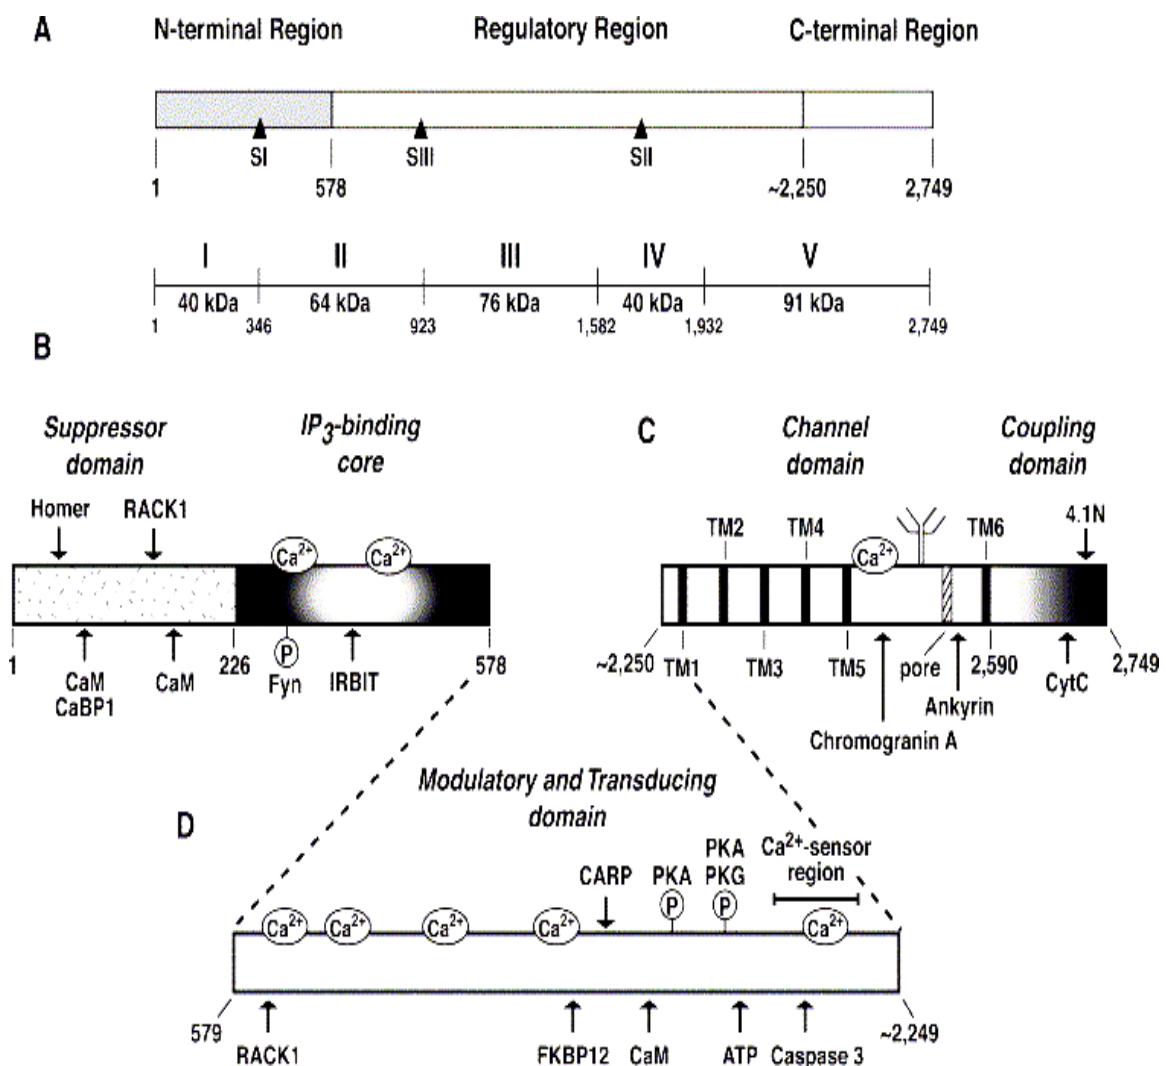 A
N-terminal Region Regulatory Region C-terminal Region
SI SIII SII
1 578 ~2,250 2,749
I II III IV V
40 kDa 64 kDa 76 kDa 40 kDa 91 kDa
1 346 923 1,582 1,932 2,749
B
Suppressor domain
IP3-binding core
Homer RACK1
Ca2+ Ca2+
1 226 578
P
CaM CaM Fyn IRBIT
CaBP1
C
Channel domain
Coupling domain
4.1N
TM2 TM4 TM6
Ca2+
~2,250 TM1 TM3 TM5 pore 2,590 2,749
CytC
Ankyrin
Chromogranin A
Modulatory and Transducing
domain
D
PKA Ca2+-sensor
CARP PKA PKG region
P P
Ca2+ Ca2+ Ca2+ Ca2+ Ca2+
579 ~2,249
RACK1 FKBP12 CaM ATP Caspase 3